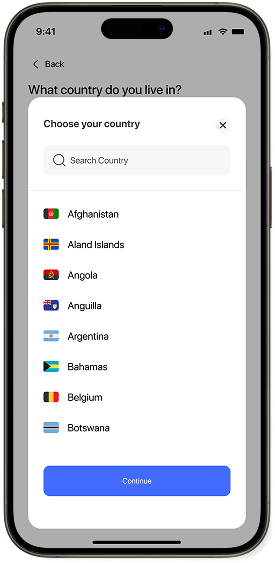 9:41
Back
What country do you live in?
Choose your country
Search Country
Afghanistan
Aland Islands
Angola
Anguilla
Argentina
Bahamas
Belgium
Botswana
Continue